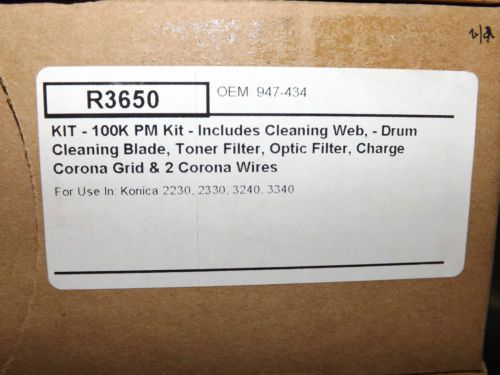 R3650
OEM: 947-434
KIT - 100K PM Kit - Includes Cleaning Web, - Drum
Cleaning Blade, Toner Filter, Optic Filter, Charge
Corona Grid & 2 Corona Wires
For Use In: Konica 2230, 2330, 3240, 3340